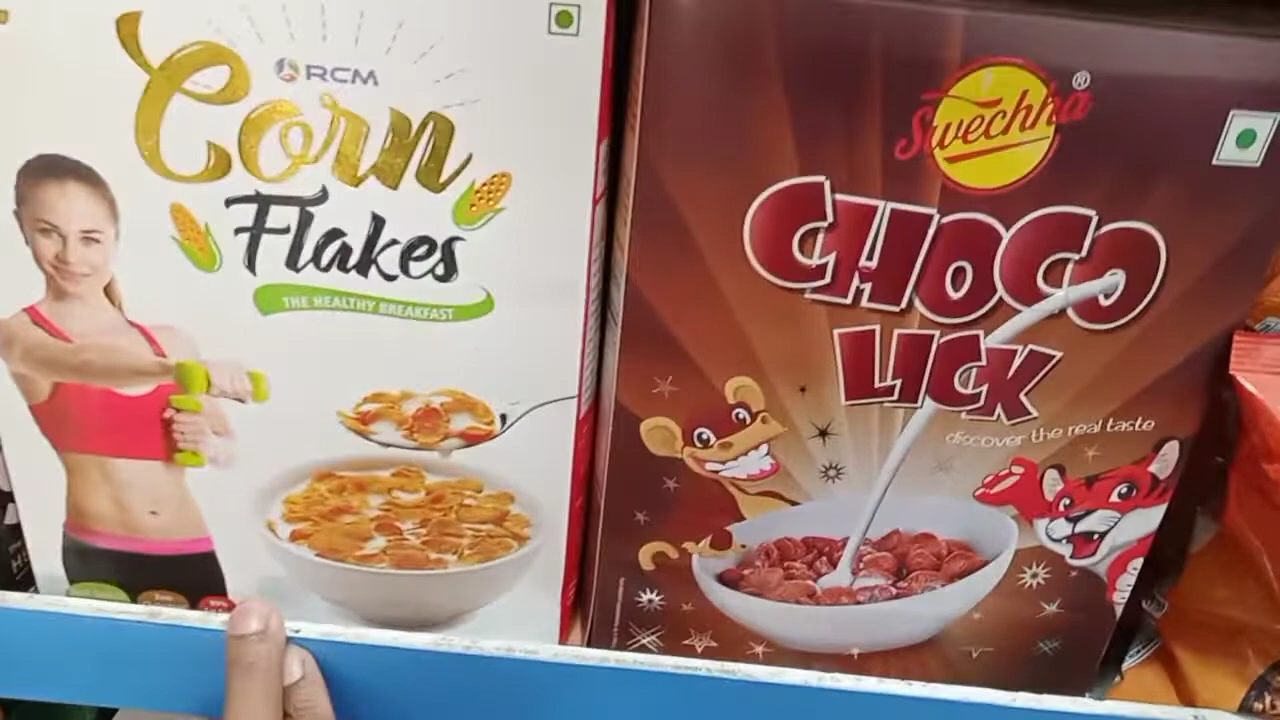 RCM
Corn
Flakes
THE HEALTHY BREAKFAST
Swechha®
CHOCO
LICK
discover the real taste